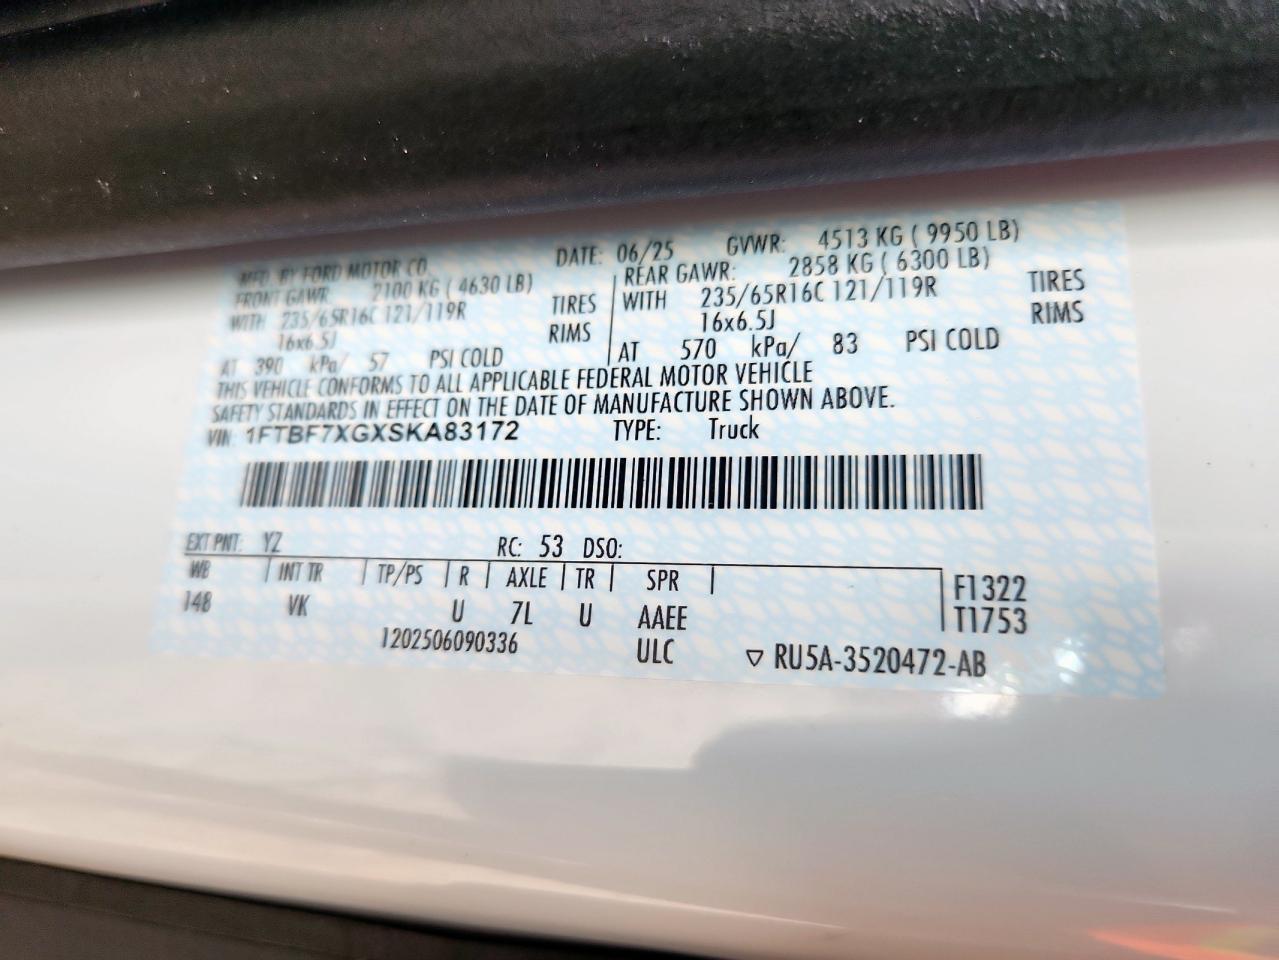 MFD. BY FORD MOTOR CO. DATE: 06/25 GVWR: 4513 KG ( 9950 LB)
FRONT GAWR: 2100 KG ( 4630 LB) REAR GAWR: 2858 KG ( 6300 LB)
WITH 235/65R16C 121/119R TIRES WITH 235/65R16C 121/119R TIRES
16x6.5J RIMS 16x6.5J RIMS
AT 390 kPa/ 57 PSI COLD AT 570 kPa/ 83 PSI COLD
THIS VEHICLE CONFORMS TO ALL APPLICABLE FEDERAL MOTOR VEHICLE
SAFETY STANDARDS IN EFFECT ON THE DATE OF MANUFACTURE SHOWN ABOVE.
VIN: 1FTBF7XGXSKA83172 TYPE: Truck
EXT PNT: YZ RC: 53 DSO:
WB INT TR TP/PS R AXLE TR SPR F1322
148 VK U 7L U AAEE T1753
1202506090336 ULC ▽ RU5A-3520472-AB